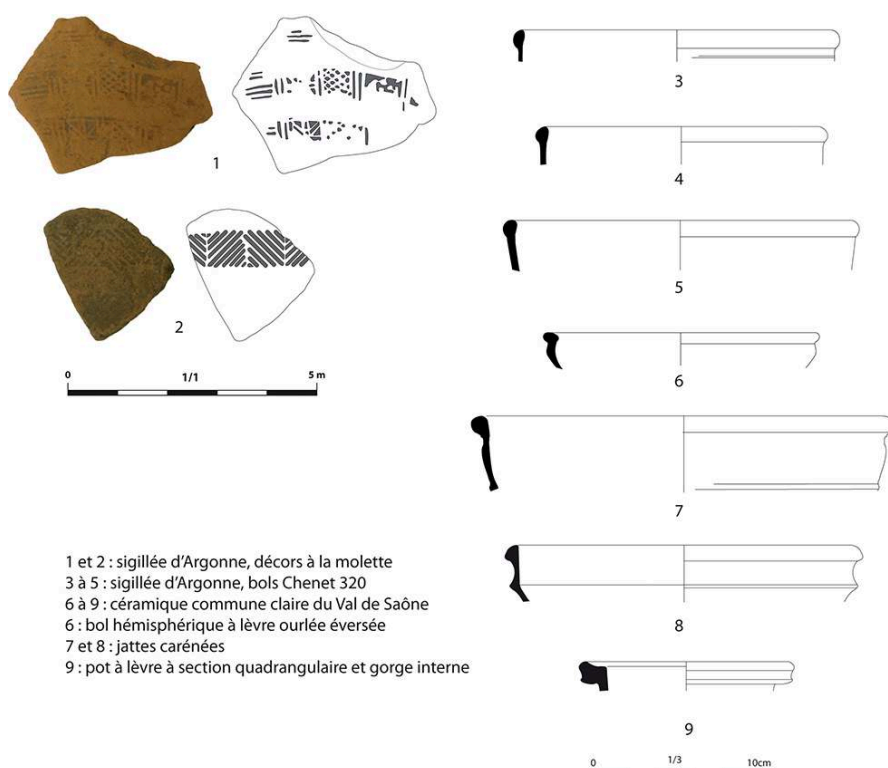 1
2
0 1/1 5 m
3
4
5
6
7
8
9
1 et 2 : sigillée d'Argonne, décors à la molette
3 à 5 : sigillée d'Argonne, bols Chenet 320
6 à 9 : céramique commune claire du Val de Saône
6 : bol hémisphérique à lèvre ourlée éversée
7 et 8 : jattes carénées
9 : pot à lèvre à section quadrangulaire et gorge interne
0 1/3 10cm